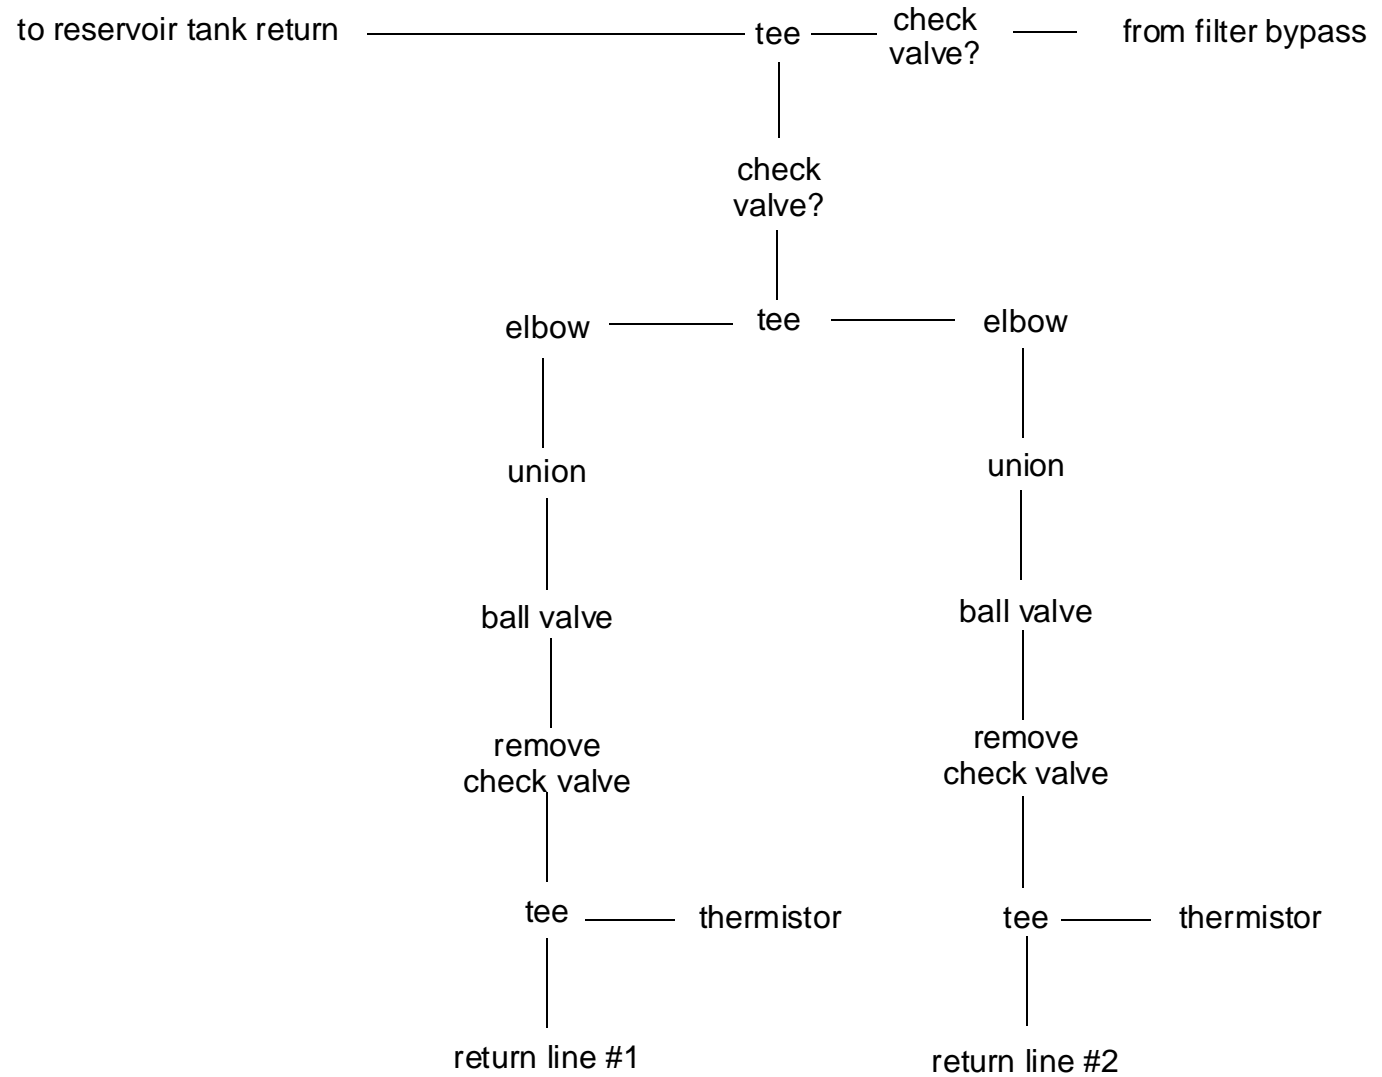 to reservoir tank return
tee
check
valve?
from filter bypass
check
valve?
elbow
tee
elbow
union
union
ball valve
ball valve
remove
check valve
remove
check valve
tee
thermistor
tee
thermistor
return line #1
return line #2